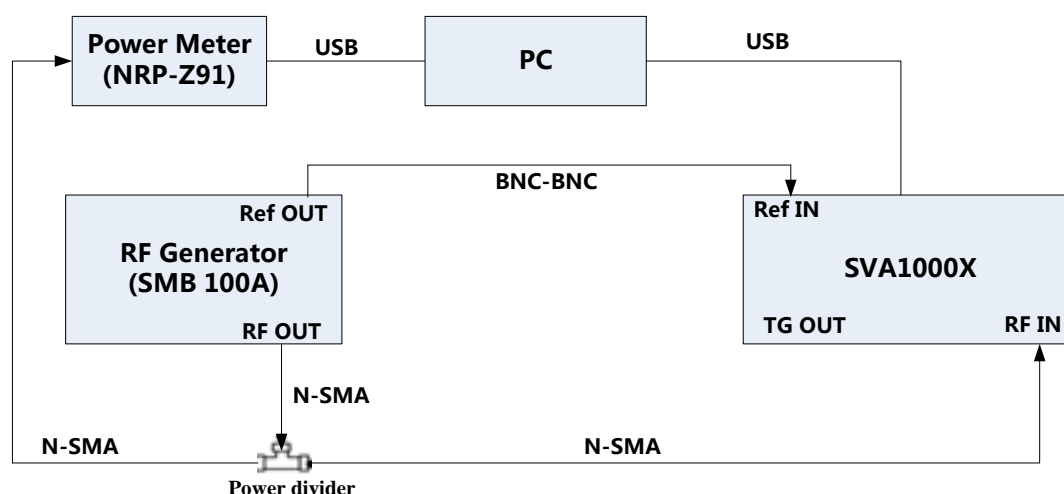 Power Meter
(NRP-Z91)
USB
PC
USB
BNC-BNC
Ref OUT
RF Generator
(SMB 100A)
RF OUT
Ref IN
SVA1000X
TG OUT
RF IN
N-SMA
N-SMA
N-SMA
Power divider